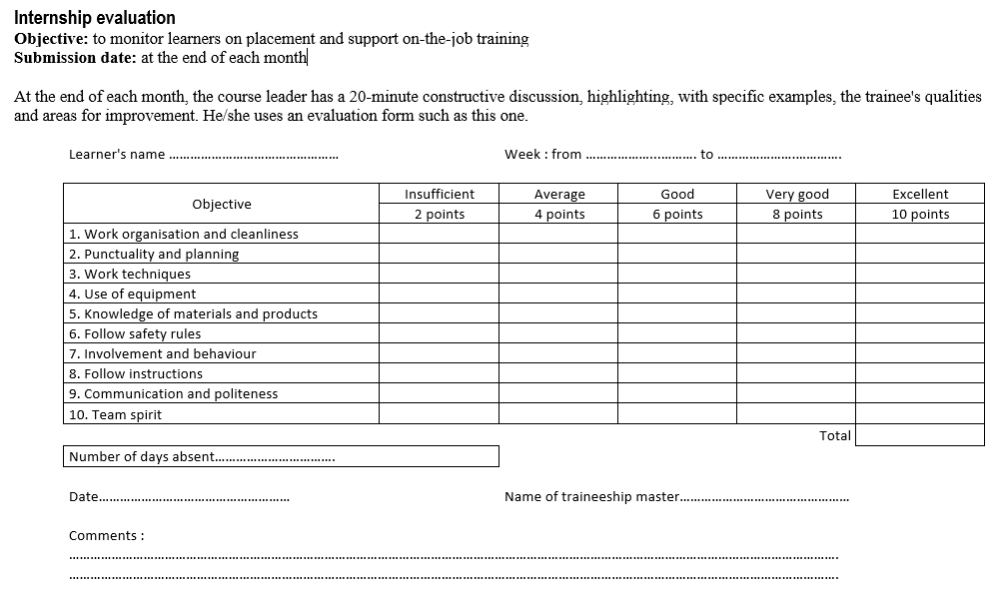 Internship evaluation
Objective: to monitor learners on placement and support on-the-job training
Submission date: at the end of each month
At the end of each month, the course leader has a 20-minute constructive discussion, highlighting, with specific examples, the trainee's qualities
and areas for improvement. He/she uses an evaluation form such as this one.
Learner's name ................................................ Week : from ............................... to ...................................
Objective Insufficient Average Good Very good Excellent
2 points 4 points 6 points 8 points 10 points
1. Work organisation and cleanliness
2. Punctuality and planning
3. Work techniques
4. Use of equipment
5. Knowledge of materials and products
6. Follow safety rules
7. Involvement and behaviour
8. Follow instructions
9. Communication and politeness
10. Team spirit
Total
Number of days absent..................................
Date...................................................... Name of traineeship master................................................
Comments :